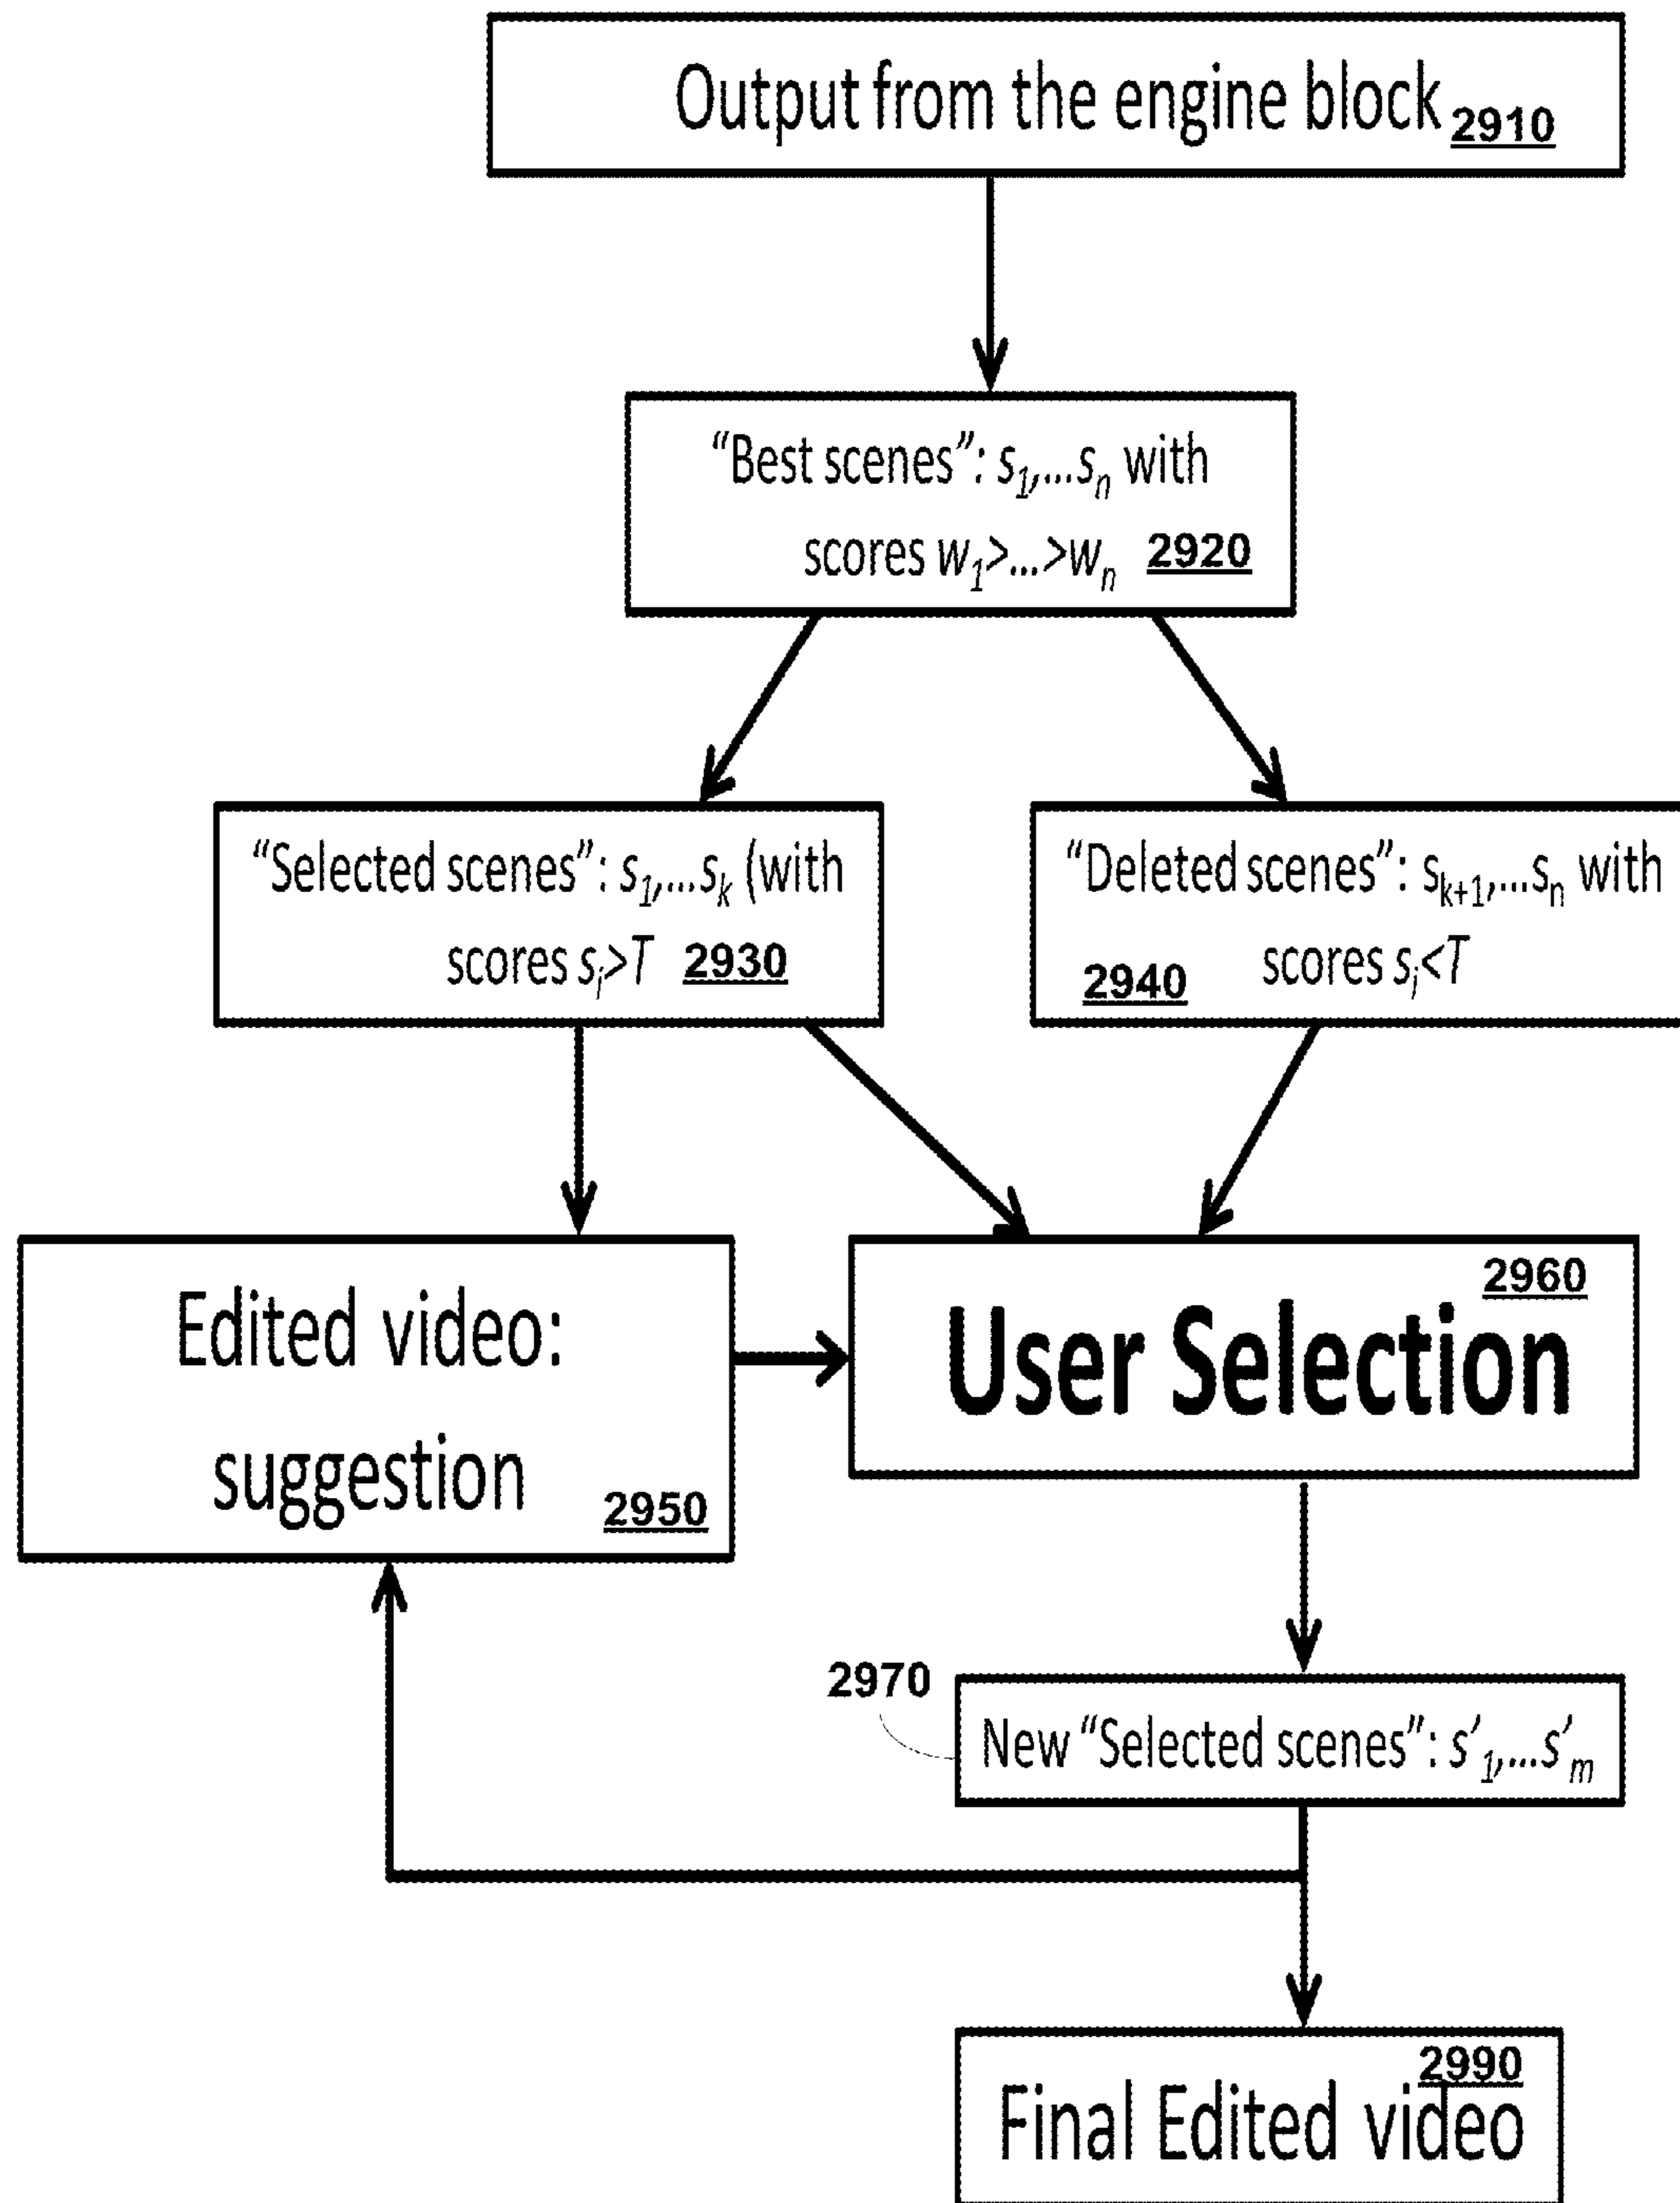 Output from the engine block 2910
“Best scenes”: s1,...sn with
scores w1>...>wn 2920
“Selected scenes”: s1,...sk (with
scores si>T 2930
“Deleted scenes”: sk+1,...sn with
2940 scores sj<T
Edited video:
suggestion 2950
2960
User Selection
2970
New “Selected scenes”: s’1,...s’m
2990
Final Edited video